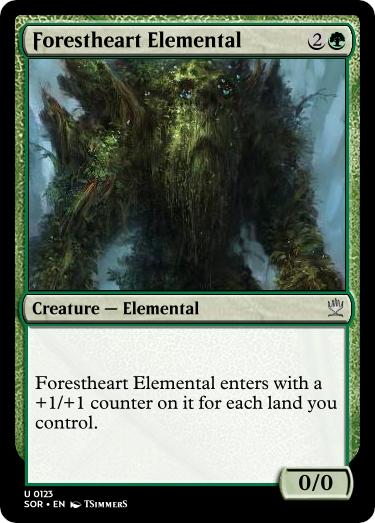 Forestheart Elemental 2
Creature — Elemental
Forestheart Elemental enters with a
+1/+1 counter on it for each land you
control.
0/0
U 0123
SOR • EN TSimmerS